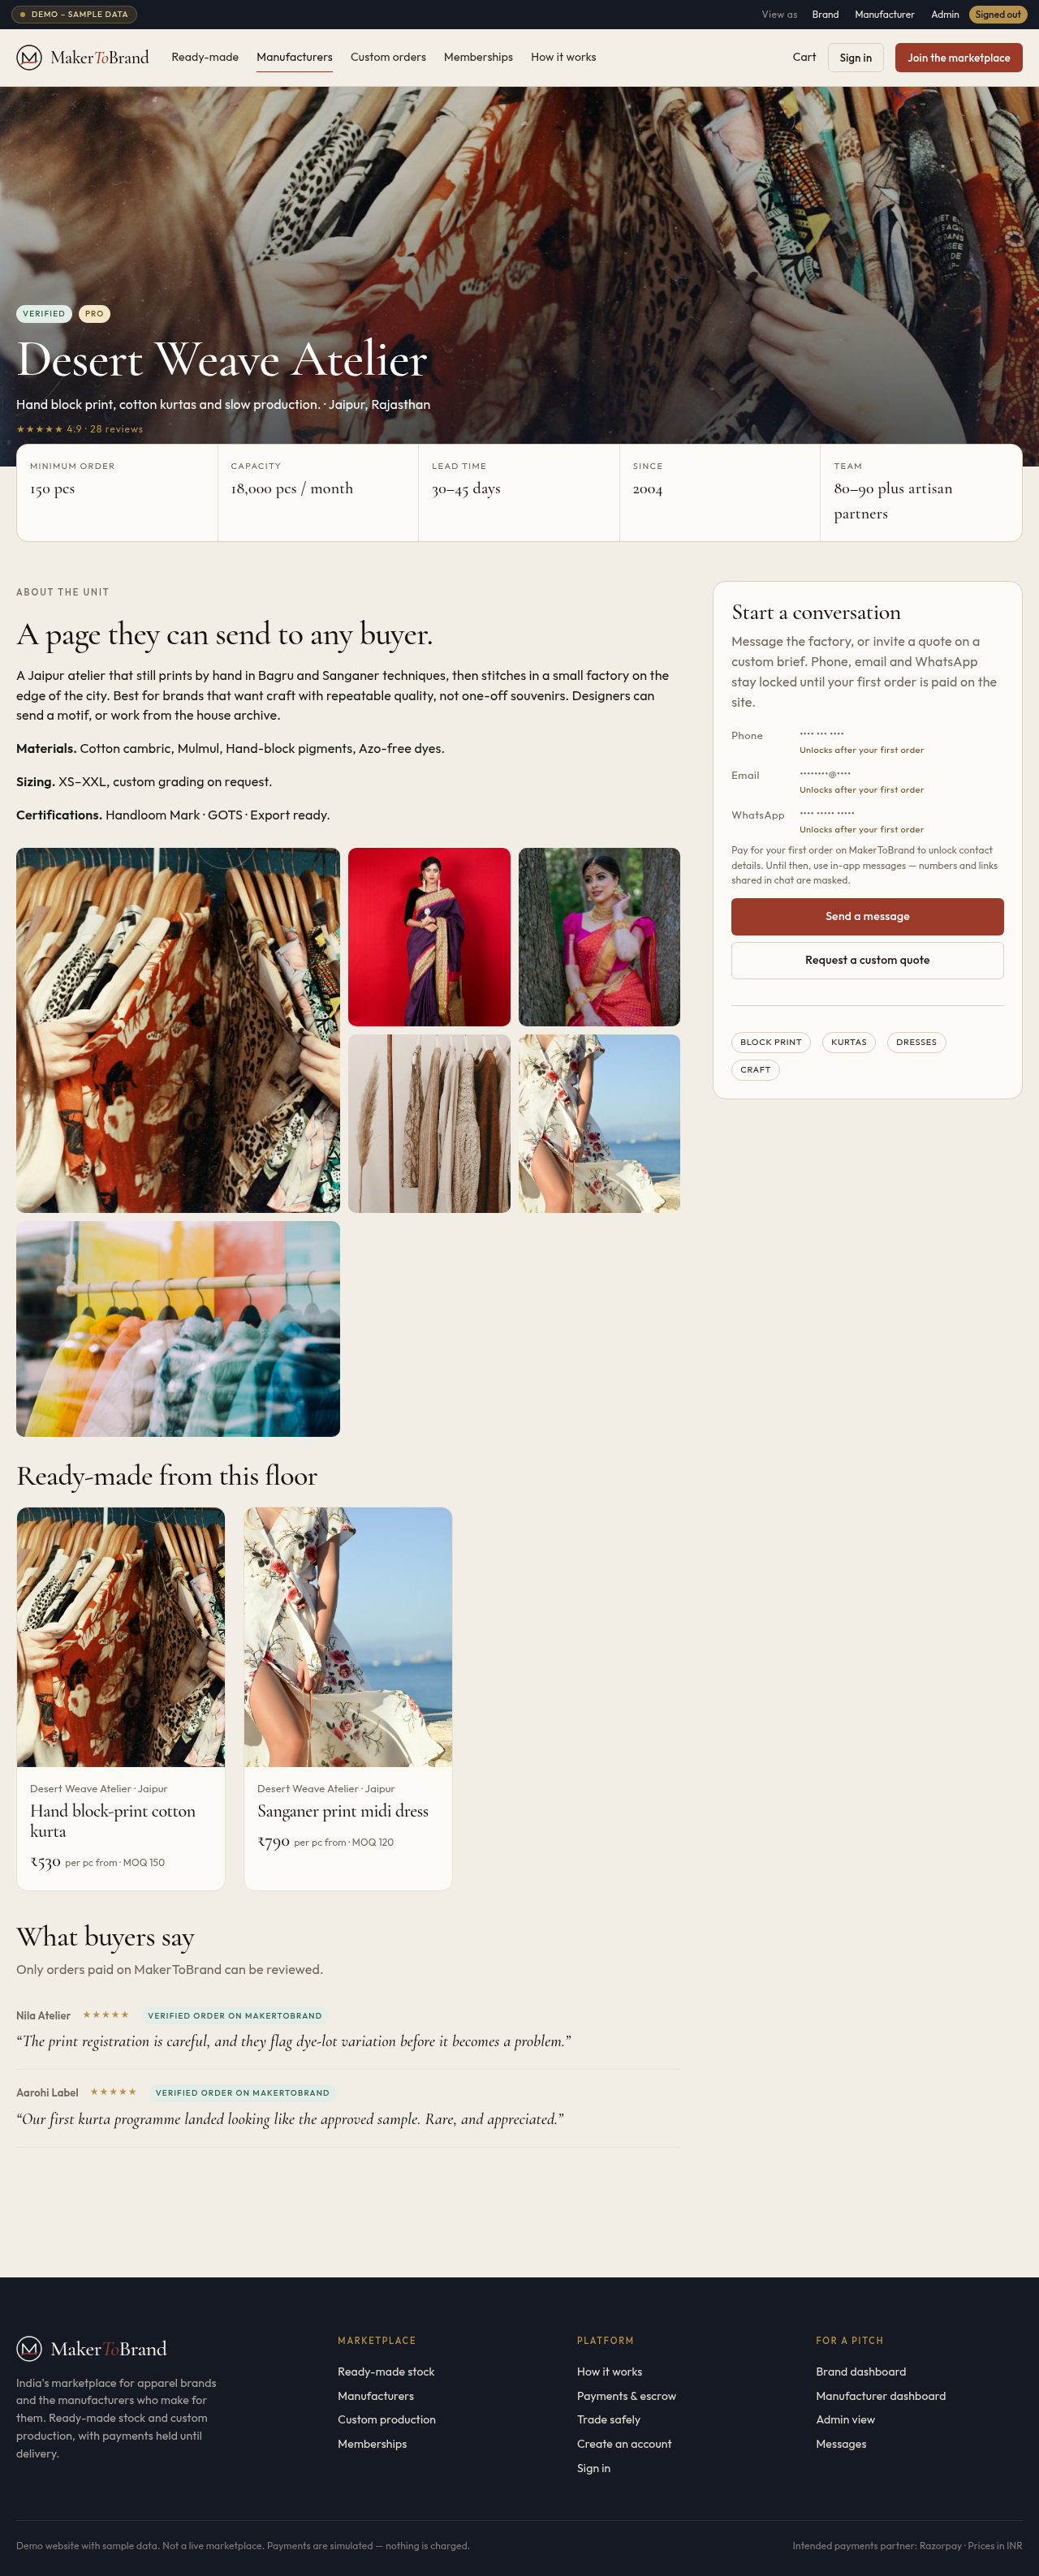 DEMO – SAMPLE DATA
View as Brand Manufacturer Admin Signed out
MakerToBrand Ready-made Manufacturers Custom orders Memberships How it works Cart Sign in Join the marketplace
VERIFIED PRO
Desert Weave Atelier
Hand block print, cotton kurtas and slow production. · Jaipur, Rajasthan
★★★★★ 4.9 · 28 reviews
MINIMUM ORDER
150 pcs
CAPACITY
18,000 pcs / month
LEAD TIME
30–45 days
SINCE
2004
TEAM
80–90 plus artisan
partners
ABOUT THE UNIT
A page they can send to any buyer.
A Jaipur atelier that still prints by hand in Bagru and Sanganer techniques, then stitches in a small factory on the
edge of the city. Best for brands that want craft with repeatable quality, not one-off souvenirs. Designers can
send a motif, or work from the house archive.
Materials. Cotton cambric, Mulmul, Hand-block pigments, Azo-free dyes.
Sizing. XS–XXL, custom grading on request.
Certifications. Handloom Mark · GOTS · Export ready.
Start a conversation
Message the factory, or invite a quote on a
custom brief. Phone, email and WhatsApp
stay locked until your first order is paid on the
site.
Phone •••• ••• ••••
Unlocks after your first order
Email ••••••••@••••
Unlocks after your first order
WhatsApp •••• ••••• •••••
Unlocks after your first order
Pay for your first order on MakerToBrand to unlock contact
details. Until then, use in-app messages — numbers and links
shared in chat are masked.
Send a message
Request a custom quote
BLOCK PRINT KURTAS DRESSES
CRAFT
Ready-made from this floor
Desert Weave Atelier · Jaipur
Hand block-print cotton
kurta
₹530 per pc from · MOQ 150
Desert Weave Atelier · Jaipur
Sanganer print midi dress
₹790 per pc from · MOQ 120
What buyers say
Only orders paid on MakerToBrand can be reviewed.
Nila Atelier ★★★★★ VERIFIED ORDER ON MAKERTOBRAND
“The print registration is careful, and they flag dye-lot variation before it becomes a problem.”
Aarohi Label ★★★★★ VERIFIED ORDER ON MAKERTOBRAND
“Our first kurta programme landed looking like the approved sample. Rare, and appreciated.”
MakerToBrand
India's marketplace for apparel brands
and the manufacturers who make for
them. Ready-made stock and custom
production, with payments held until
delivery.
MARKETPLACE
Ready-made stock
Manufacturers
Custom production
Memberships
PLATFORM
How it works
Payments & escrow
Trade safely
Create an account
Sign in
FOR A PITCH
Brand dashboard
Manufacturer dashboard
Admin view
Messages
Demo website with sample data. Not a live marketplace. Payments are simulated — nothing is charged.
Intended payments partner: Razorpay · Prices in INR